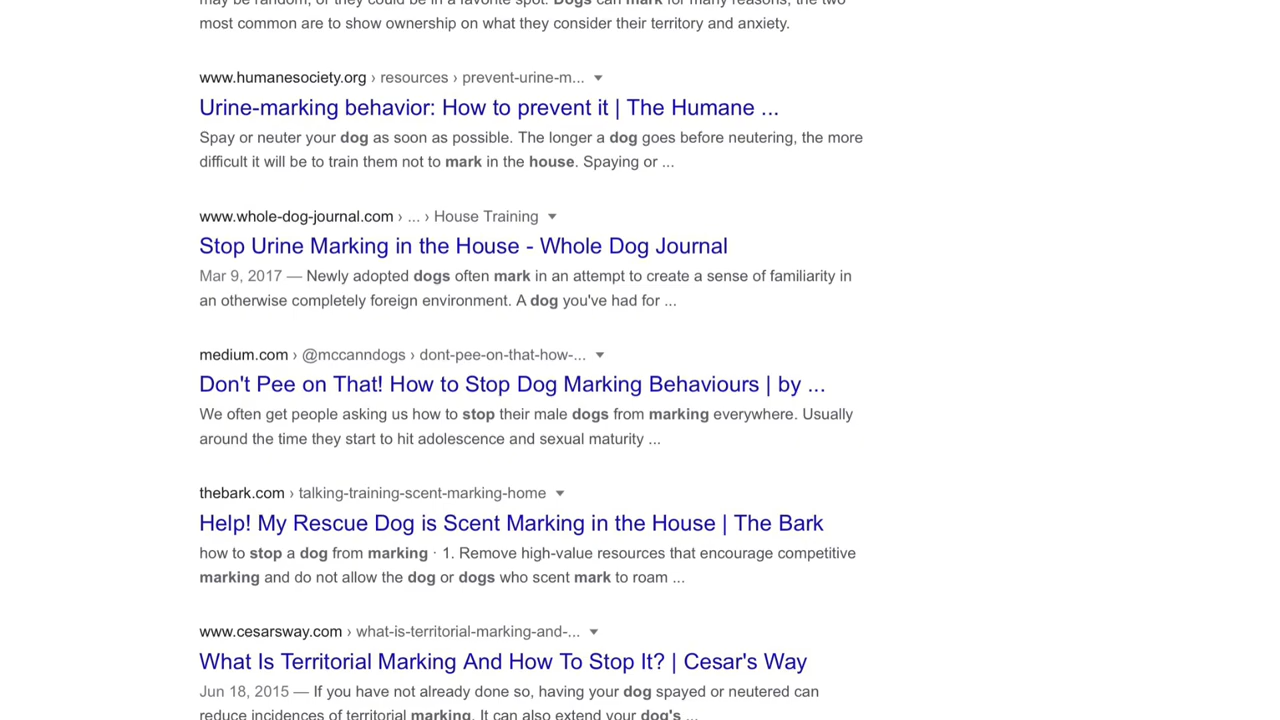 may be random, or they could be in a favorite spot. Dogs can mark for many reasons, the two
most common are to show ownership on what they consider their territory and anxiety.
www.humanesociety.org › resources › prevent-urine-m...
Urine-marking behavior: How to prevent it | The Humane ...
Spay or neuter your dog as soon as possible. The longer a dog goes before neutering, the more
difficult it will be to train them not to mark in the house. Spaying or ...
www.whole-dog-journal.com › ... › House Training
Stop Urine Marking in the House - Whole Dog Journal
Mar 9, 2017 — Newly adopted dogs often mark in an attempt to create a sense of familiarity in
an otherwise completely foreign environment. A dog you've had for ...
medium.com › @mccanndogs › dont-pee-on-that-how-...
Don't Pee on That! How to Stop Dog Marking Behaviours | by ...
We often get people asking us how to stop their male dogs from marking everywhere. Usually
around the time they start to hit adolescence and sexual maturity ...
thebark.com › talking-training-scent-marking-home
Help! My Rescue Dog is Scent Marking in the House | The Bark
how to stop a dog from marking · 1. Remove high-value resources that encourage competitive
marking and do not allow the dog or dogs who scent mark to roam ...
www.cesarsway.com › what-is-territorial-marking-and-...
What Is Territorial Marking And How To Stop It? | Cesar's Way
Jun 18, 2015 — If you have not already done so, having your dog spayed or neutered can
reduce incidences of territorial marking. It can also extend your dog's ...